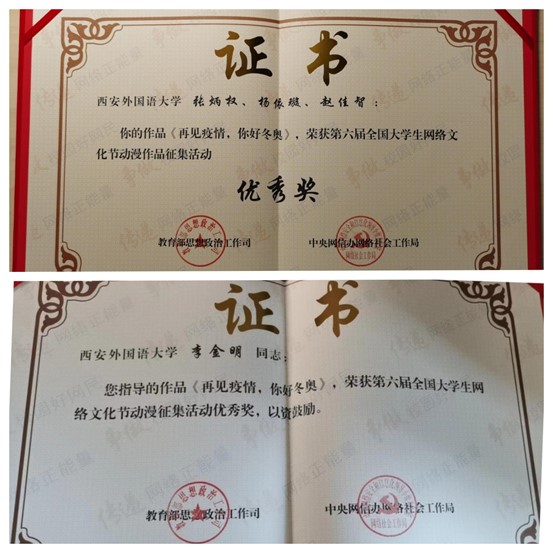 证书
西安外国语大学 张炳权、杨依璇、赵佳智：
你的作品《再见疫情，你好冬奥》，荣获第六届全国大学生网络文
化节动漫作品征集活动
优秀奖
教育部思想政治工作司 中央网信办网络社会工作局
证书
西安外国语大学 李金明 同志：
您指导的作品《再见疫情，你好冬奥》，荣获第六届全国大学生网
络文化节动漫征集活动优秀奖，以资鼓励。
教育部思想政治工作司 中央网信办网络社会工作局